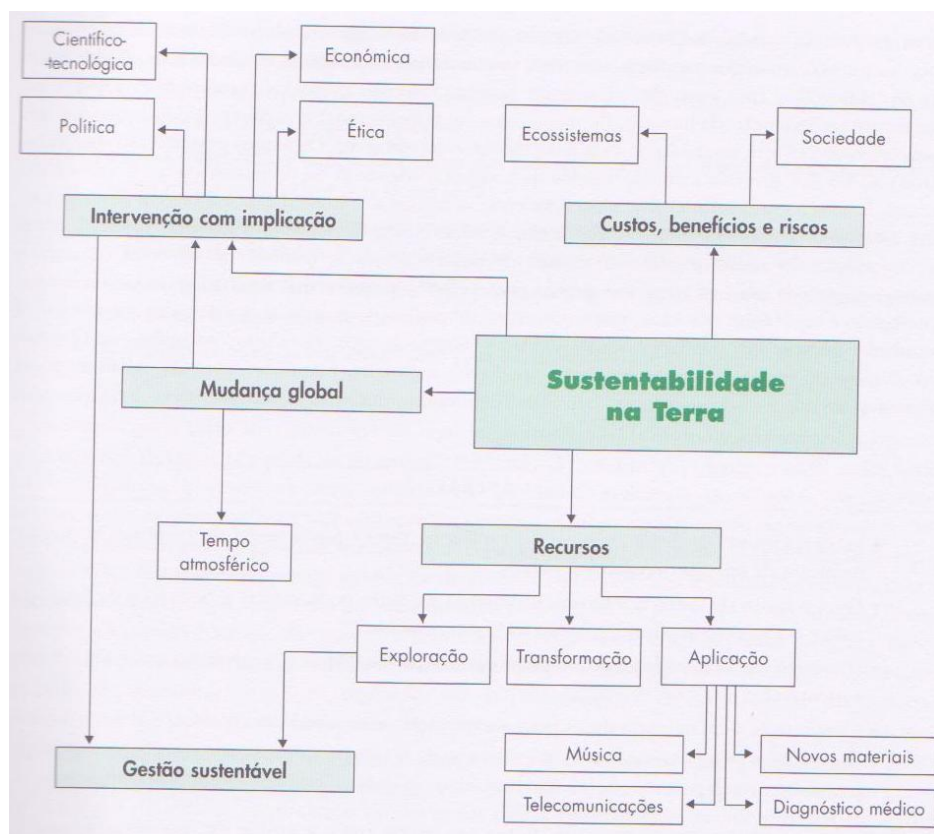 Científico-
-tecnológica
Económica
Política
Ética
Ecossistemas
Sociedade
Intervenção com implicação
Custos, benefícios e riscos
Mudança global
Sustentabilidade
na Terra
Tempo
atmosférico
Recursos
Exploração
Transformação
Aplicação
Gestão sustentável
Música
Novos materiais
Telecomunicações
Diagnóstico médico